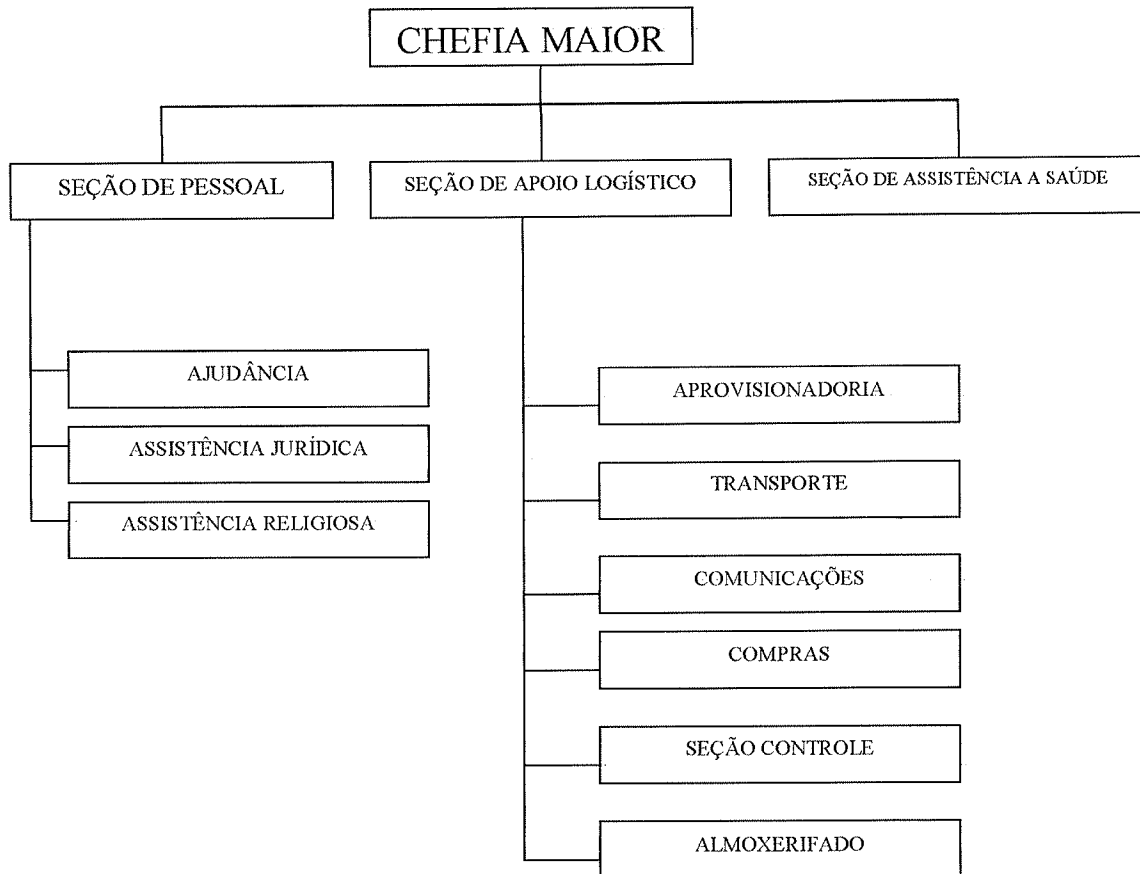 CHEFIA MAIOR
SEÇÃO DE PESSOAL
SEÇÃO DE APOIO LOGÍSTICO
SEÇÃO DE ASSISTÊNCIA A SAÚDE
AJUDÂNCIA
ASSISTÊNCIA JURÍDICA
ASSISTÊNCIA RELIGIOSA
APROVISIONADORIA
TRANSPORTE
COMUNICAÇÕES
COMPRAS
SEÇÃO CONTROLE
ALMOXERIFADO